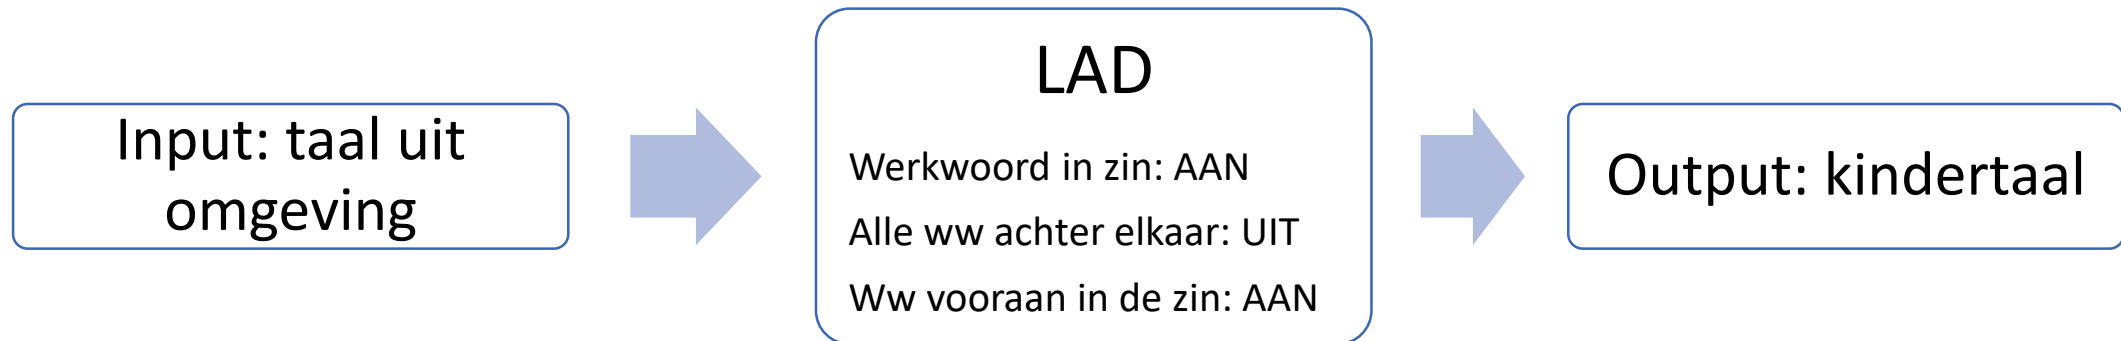 Input: taal uit
omgeving
LAD
Werkwoord in zin: AAN
Alle ww achter elkaar: UIT
Ww vooraan in de zin: AAN
Output: kindertaal